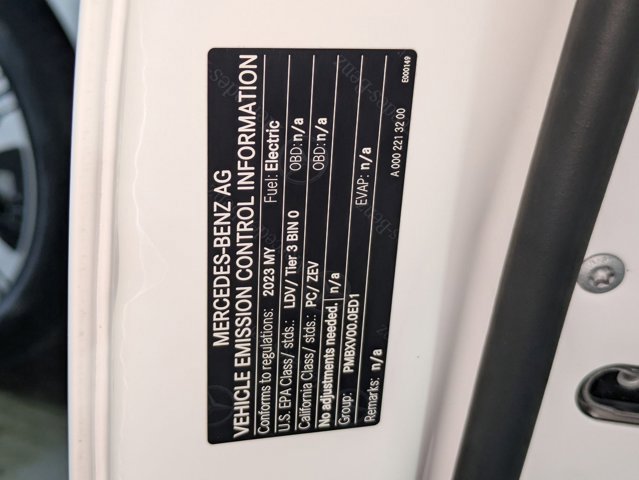 MERCEDES-BENZ AG
VEHICLE EMISSION CONTROL INFORMATION
Conforms to regulations: 2023 MY Fuel: Electric
U.S. EPA Class/ stds.: LDV/ Tier 3 BIN 0 OBD: n/a
California Class/ stds.: PC/ ZEV OBD: n/a
No adjustments needed. n/a
Group: PMBXV00.0ED1 EVAP: n/a
Remarks: n/a
A 000 221 32 00
E000149